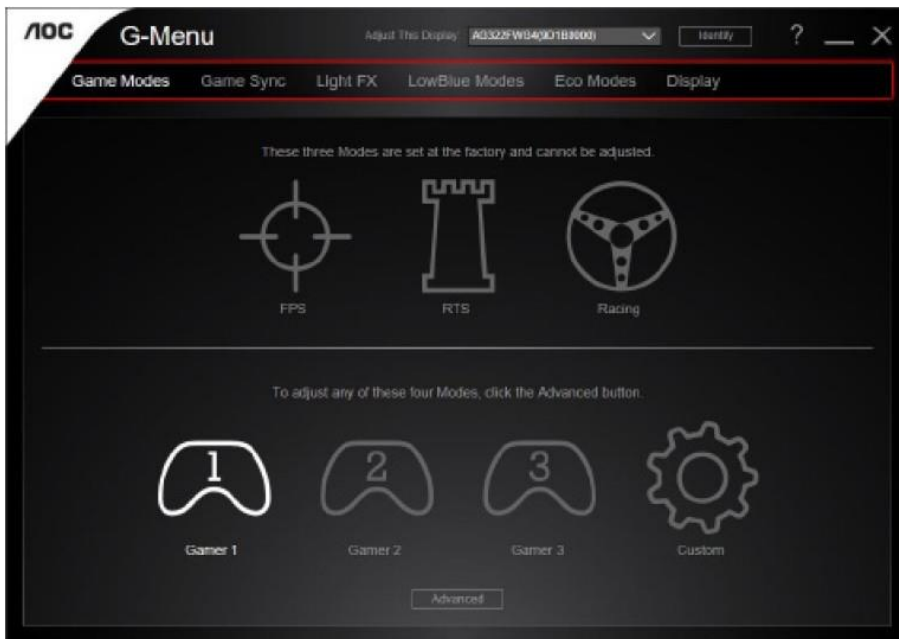 AOC G-Menu Adjust This Display: AG322FWG4(9D1B0000) Identify ?
Game Modes Game Sync Light FX LowBlue Modes Eco Modes Display
These three Modes are set at the factory and cannot be adjusted.
FPS RTS Racing
To adjust any of these four Modes, click the Advanced button.
1 2 3
Gamer 1 Gamer 2 Gamer 3 Custom
Advanced